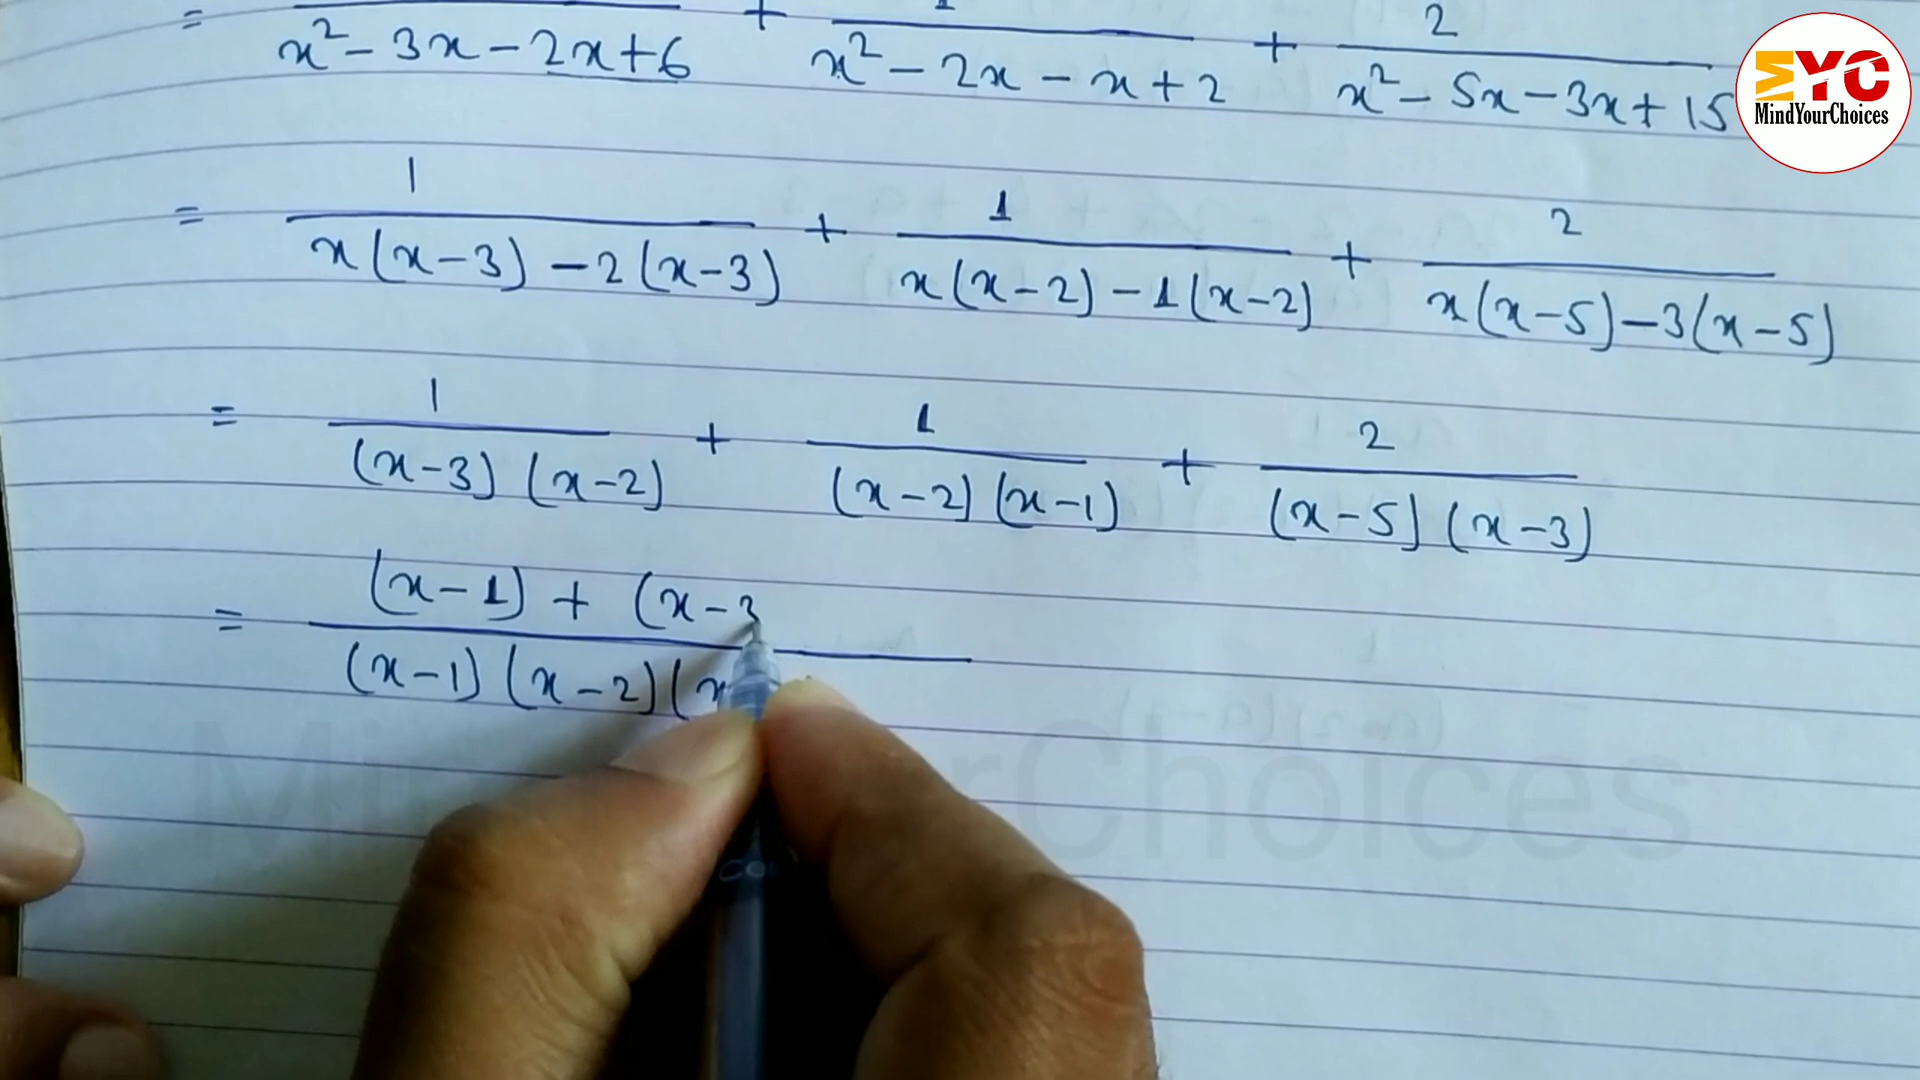 = ――― / x² - 3x - 2x + 6 + 1 / x² - 2x - x + 2 + 2 / x² - 5x - 3x + 15
MYC
MindYourChoices
= 1 / x(x-3) - 2(x-3) + 1 / x(x-2) - 1(x-2) + 2 / x(x-5) - 3(x-5)
= 1 / (x-3) (x-2) + 1 / (x-2) (x-1) + 2 / (x-5) (x-3)
= (x-1) + (x-3 / (x-1) (x-2) (x
MindYourChoices